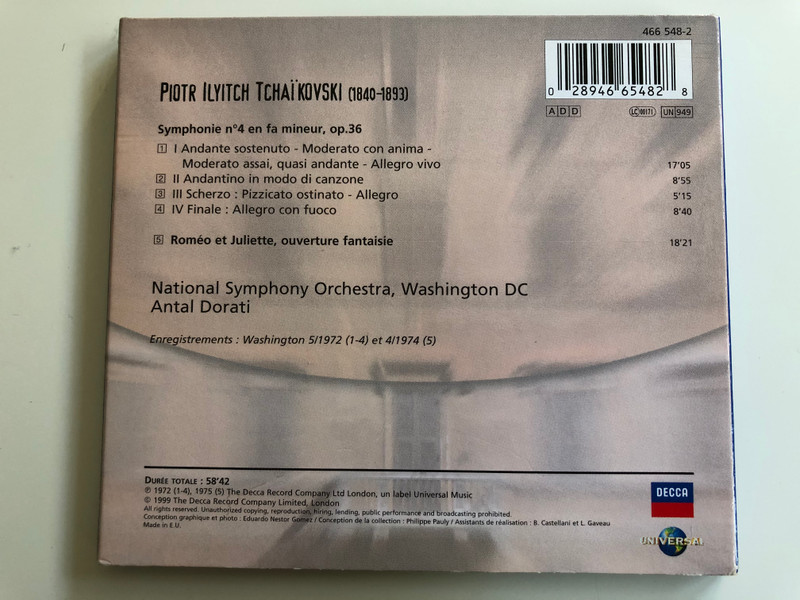 466 548-2
0 28946 65482 8
ADD LC 00171 UN 949
PIOTR ILYITCH TCHAÏKOVSKI (1840-1893)
Symphonie n°4 en fa mineur, op.36
1 I Andante sostenuto - Moderato con anima -
Moderato assai, quasi andante - Allegro vivo 17'05
2 II Andantino in modo di canzone 8'55
3 III Scherzo : Pizzicato ostinato - Allegro 5'15
4 IV Finale : Allegro con fuoco 8'40
5 Roméo et Juliette, ouverture fantaisie 18'21
National Symphony Orchestra, Washington DC
Antal Dorati
Enregistrements : Washington 5/1972 (1-4) et 4/1974 (5)
DURÉE TOTALE : 58'42
℗ 1972 (1-4), 1975 (5) The Decca Record Company Ltd London, un label Universal Music
© 1999 The Decca Record Company Limited, London
All rights reserved. Unauthorized copying, reproduction, hiring, lending, public performance and broadcasting prohibited.
Conception graphique et photo : Eduardo Nestor Gomez / Conception de la collection : Philippe Pauly / Assistants de réalisation : B. Castellani et L. Gaveau
Made in E.U.
DECCA
UNIVERSAL